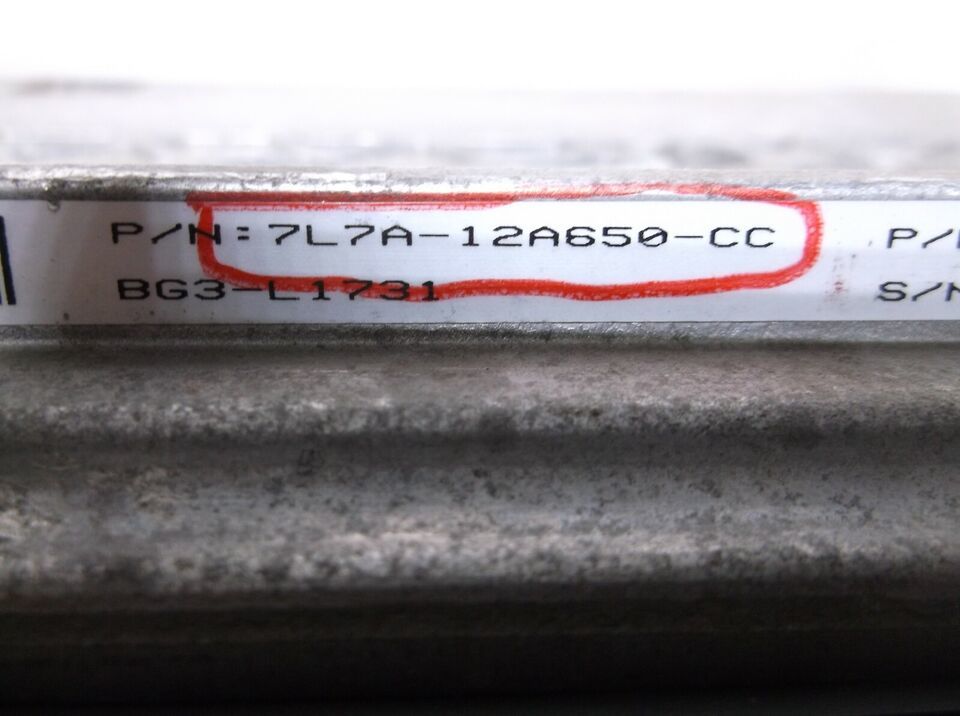 P/N:7L7A-12A650-CC
BG3-L1731
P/
S/N